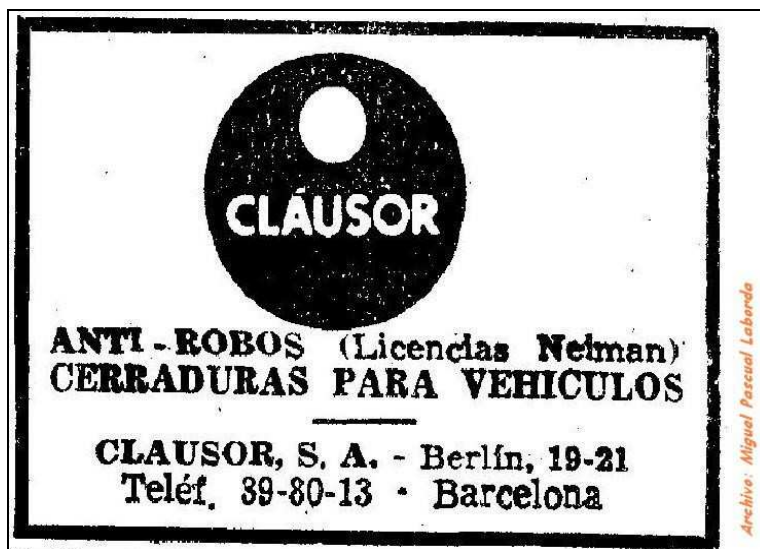 CLÁUSOR
ANTI-ROBOS (Licencias Neiman)
CERRADURAS PARA VEHICULOS
CLAUSOR, S. A. - Berlín, 19-21
Teléf. 39-80-13 · Barcelona
Archivo: Miguel Pascual Laborda